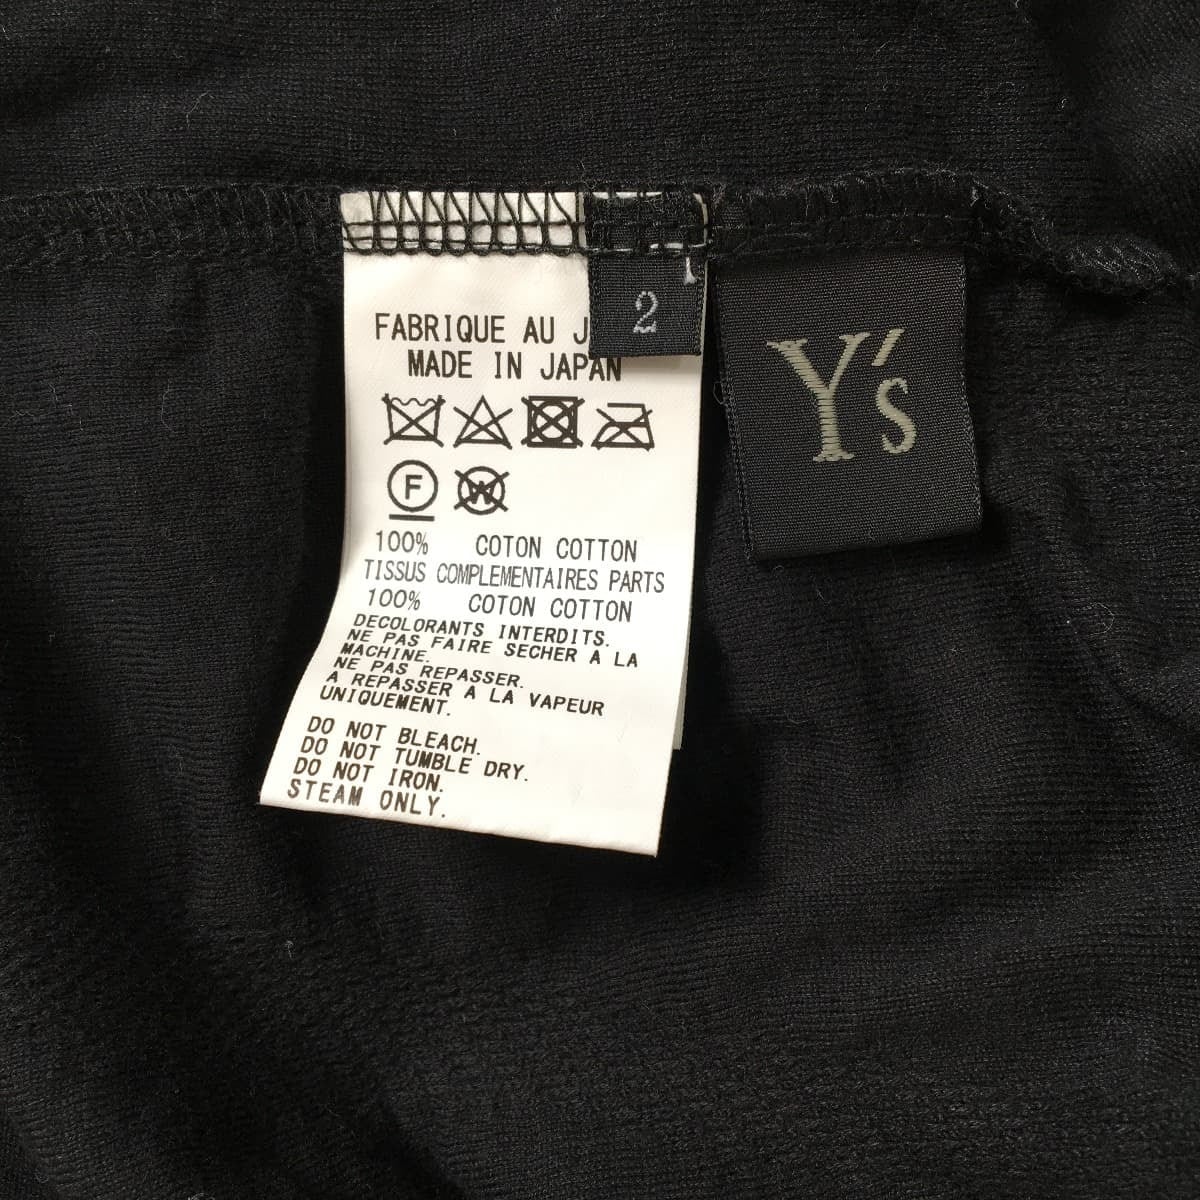 FABRIQUE AU J
MADE IN JAPAN
2
Y's
F
W
100% COTON COTTON
TISSUS COMPLEMENTAIRES PARTS
100% COTON COTTON
DECOLORANTS INTERDITS.
NE PAS FAIRE SECHER A LA
MACHINE.
NE PAS REPASSER.
A REPASSER A LA VAPEUR
UNIQUEMENT.
DO NOT BLEACH.
DO NOT TUMBLE DRY.
DO NOT IRON.
STEAM ONLY.